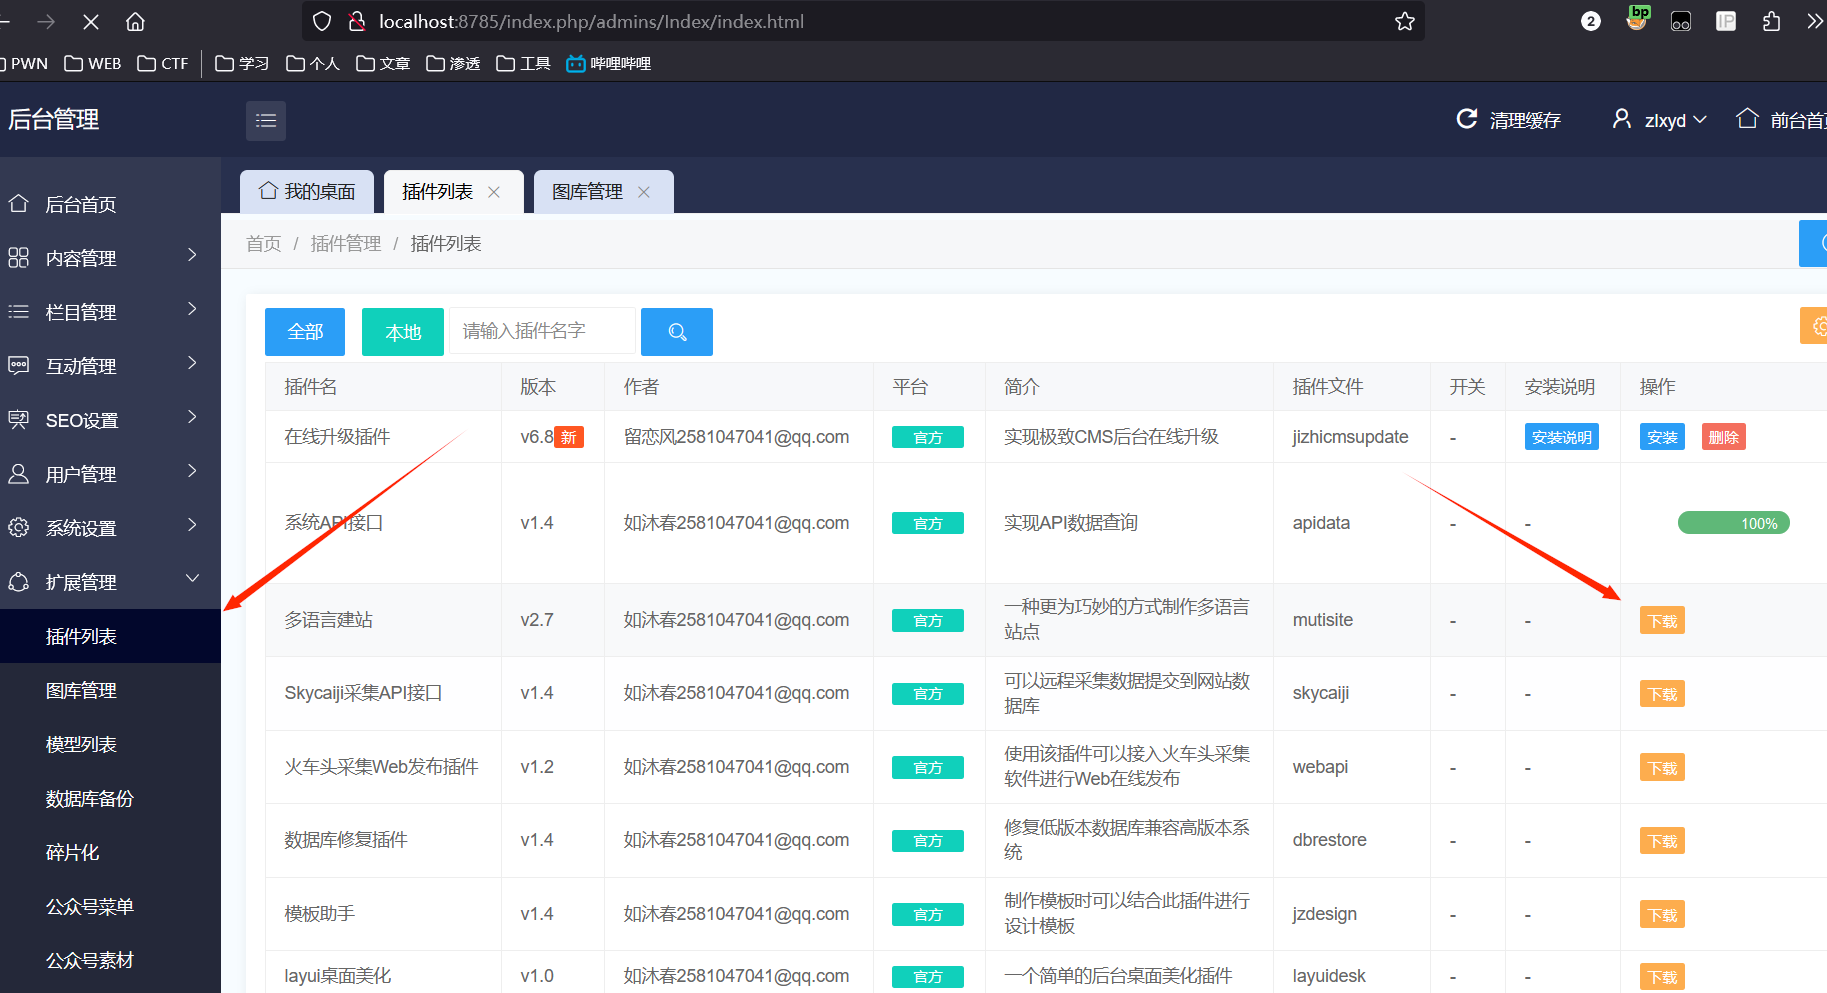 localhost:8785/index.php/admins/Index/index.html
2
bp
IP
PWN WEB CTF 学习 个人 文章 渗透 工具 哔哩哔哩
后台管理
清理缓存 zlxyd 前台首页
我的桌面 插件列表 图库管理
首页 / 插件管理 / 插件列表
后台首页
内容管理
栏目管理
互动管理
SEO设置
用户管理
系统设置
扩展管理
插件列表
图库管理
模型列表
数据库备份
碎片化
公众号菜单
公众号素材
全部 本地 请输入插件名字
插件名 版本 作者 平台 简介 插件文件 开关 安装说明 操作
在线升级插件 v6.8 新 留恋风2581047041@qq.com 官方 实现极致CMS后台在线升级 jizhicmsupdate - 安装说明 安装 删除
系统API接口 v1.4 如沐春2581047041@qq.com 官方 实现API数据查询 apidata - - 100%
多语言建站 v2.7 如沐春2581047041@qq.com 官方 一种更为巧妙的方式制作多语言
站点 mutisite - - 下载
Skycaiji采集API接口 v1.4 如沐春2581047041@qq.com 官方 可以远程采集数据提交到网站数
据库 skycaiji - - 下载
火车头采集Web发布插件 v1.2 如沐春2581047041@qq.com 官方 使用该插件可以接入火车头采集
软件进行Web在线发布 webapi - - 下载
数据库修复插件 v1.4 如沐春2581047041@qq.com 官方 修复低版本数据库兼容高版本系
统 dbrestore - - 下载
模板助手 v1.4 如沐春2581047041@qq.com 官方 制作模板时可以结合此插件进行
设计模板 jzdesign - - 下载
layui桌面美化 v1.0 如沐春2581047041@qq.com 官方 一个简单的后台桌面美化插件 layuidesk - - 下载